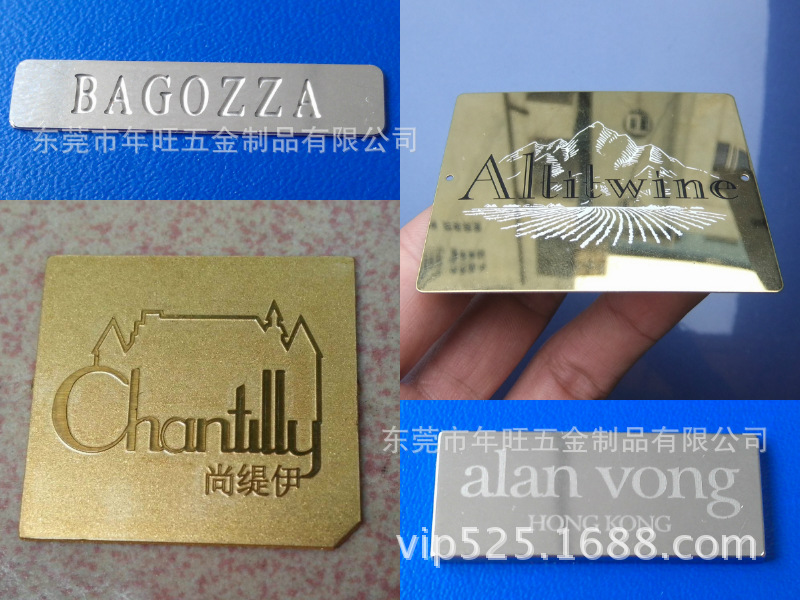 BAGOZZA
东莞市年旺五金制品有限公司
Allitwine
Chantilly
尚缇伊
东莞市年旺五金制品有限公司
alan vong
HONG KONG
vip525.1688.com